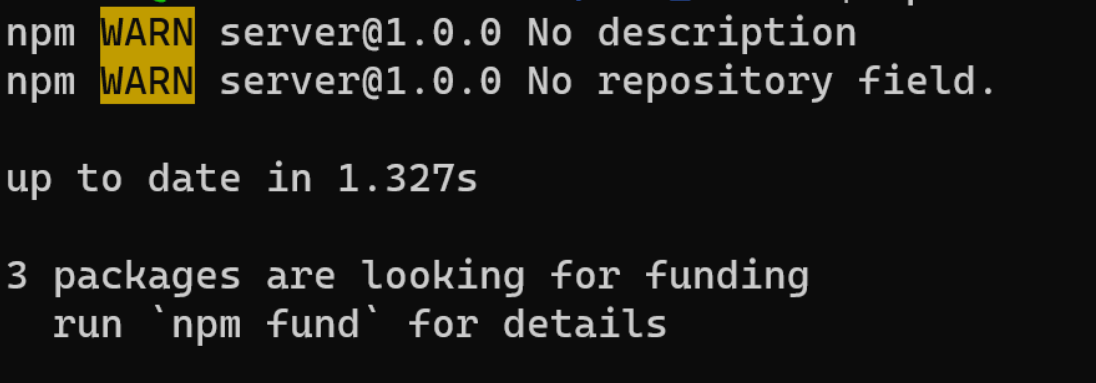 npm WARN server@1.0.0 No description
npm WARN server@1.0.0 No repository field.
up to date in 1.327s
3 packages are looking for funding
run `npm fund` for details